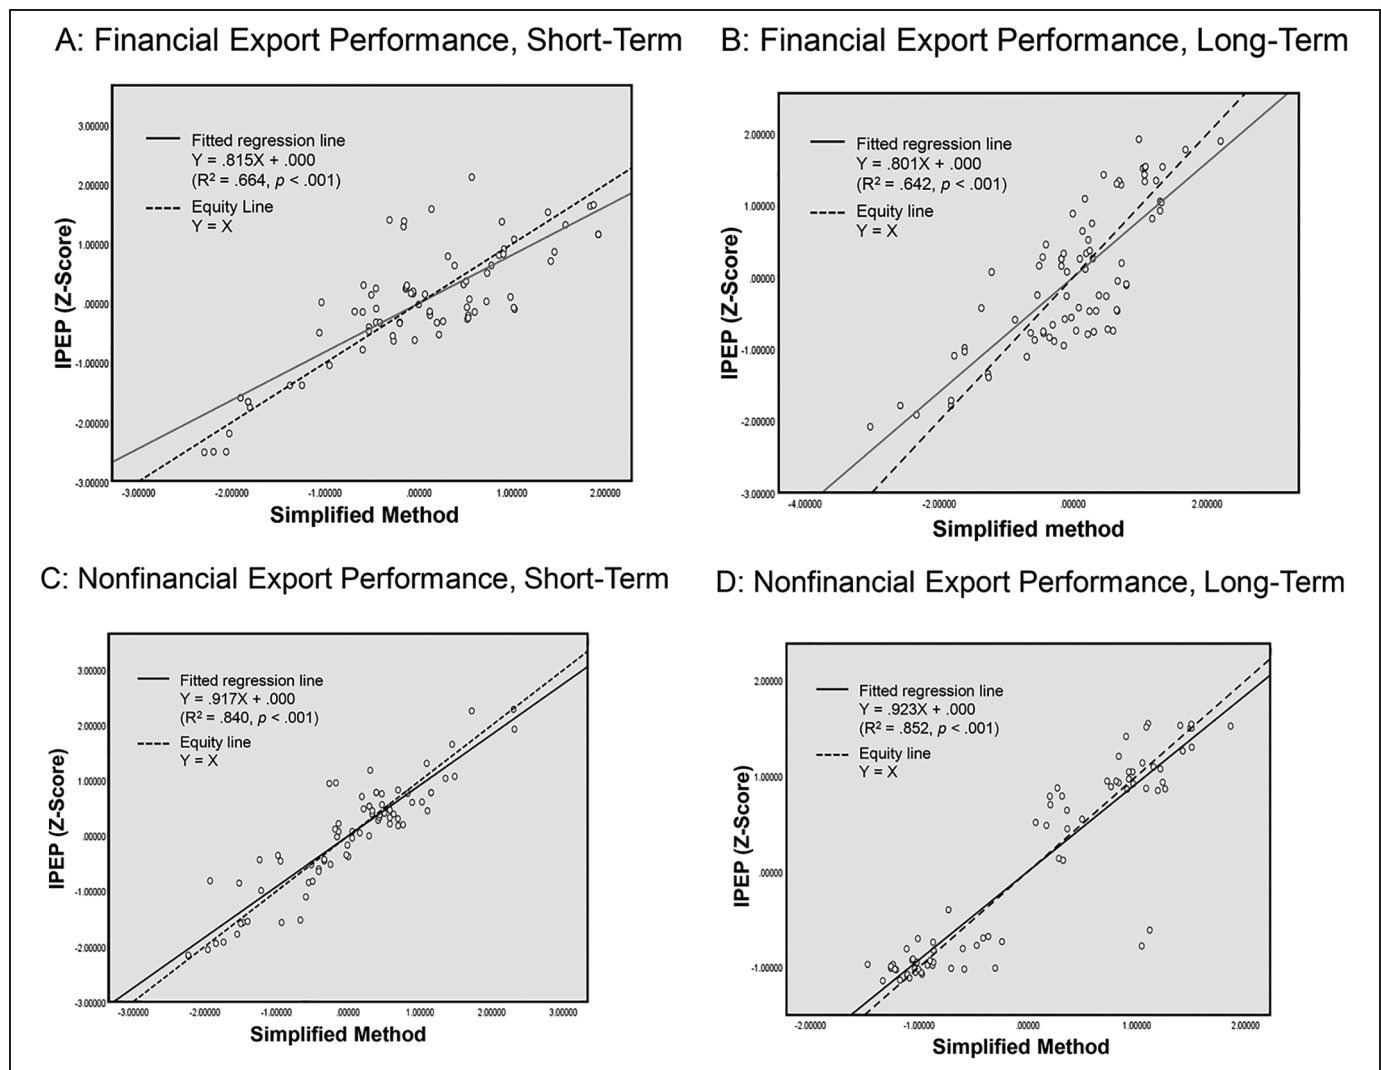 A: Financial Export Performance, Short-Term
IPEP (Z-Score)
3.00000
2.00000
1.00000
.00000
-1.00000
-2.00000
-3.00000
Fitted regression line
Y = .815X + .000
(R² = .664, p < .001)
Equity Line
Y = X
-3.00000 -2.00000 -1.00000 .00000 1.00000 2.00000
Simplified Method
B: Financial Export Performance, Long-Term
IPEP (Z-Score)
2.00000
1.00000
.00000
-1.00000
-2.00000
-3.00000
Fitted regression line
Y = .801X + .000
(R² = .642, p < .001)
Equity line
Y = X
-4.00000 -2.00000 .00000 2.00000
Simplified method
C: Nonfinancial Export Performance, Short-Term
IPEP (Z-Score)
3.00000
2.00000
1.00000
.00000
-1.00000
-2.00000
-3.00000
Fitted regression line
Y = .917X + .000
(R² = .840, p < .001)
Equity line
Y = X
-3.00000 -2.00000 -1.00000 .00000 1.00000 2.00000 3.00000
Simplified Method
D: Nonfinancial Export Performance, Long-Term
IPEP (Z-Score)
2.00000
1.00000
.00000
-1.00000
Fitted regression line
Y = .923X + .000
(R² = .852, p < .001)
Equity line
Y = X
-2.00000 -1.00000 .00000 1.00000 2.00000
Simplified Method